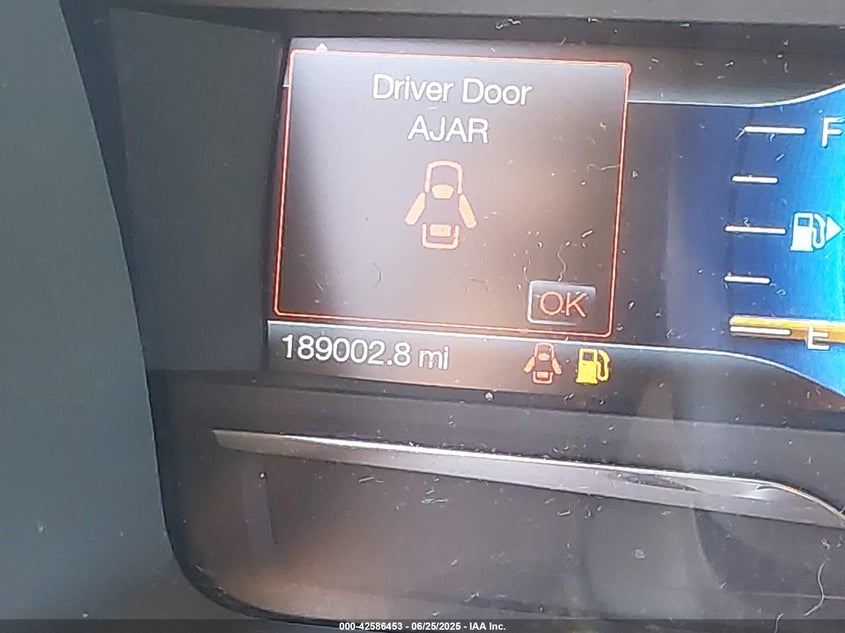 Driver Door
AJAR
OK
F
E
189002.8 mi
000-42586453 - 06/25/2025 - IAA Inc.